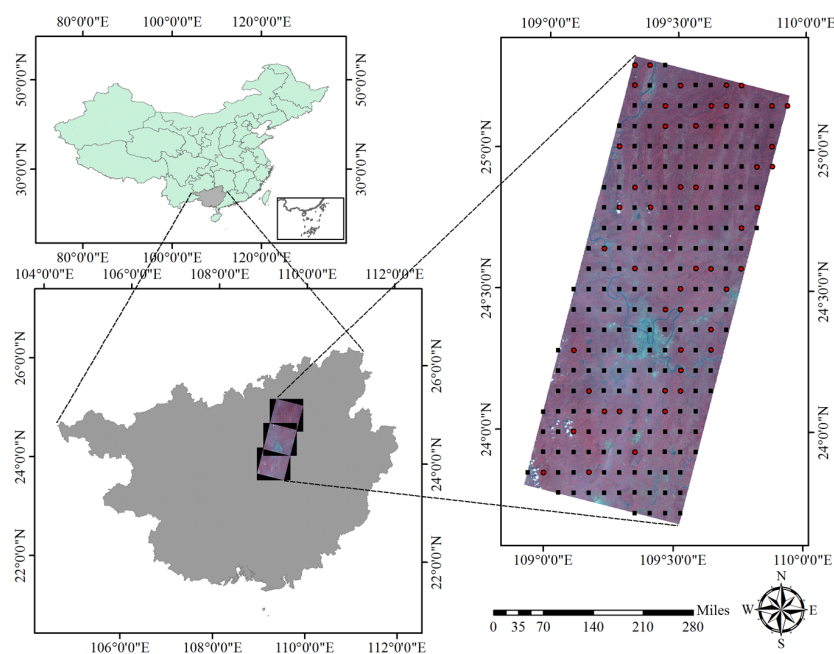 80°0'0"E 100°0'0"E 120°0'0"E
50°0'0"N
30°0'0"N
50°0'0"N
30°0'0"N
80°0'0"E 100°0'0"E 120°0'0"E
104°0'0"E 106°0'0"E 108°0'0"E 110°0'0"E 112°0'0"E
26°0'0"N
24°0'0"N
22°0'0"N
26°0'0"N
24°0'0"N
22°0'0"N
106°0'0"E 108°0'0"E 110°0'0"E 112°0'0"E
109°0'0"E 109°30'0"E 110°0'0"E
25°0'0"N
24°30'0"N
24°0'0"N
25°0'0"N
24°30'0"N
24°0'0"N
109°0'0"E 109°30'0"E 110°0'0"E
Miles
0 35 70 140 210 280
N
W E
S